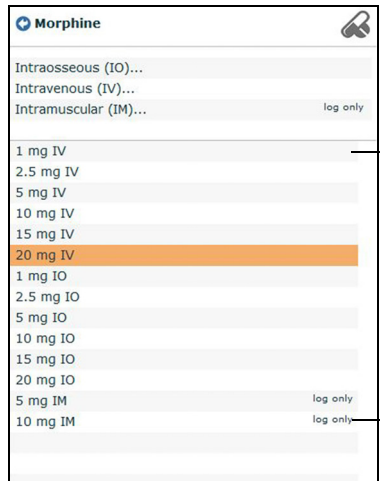 Morphine
Intraosseous (IO)...
Intravenous (IV)...
Intramuscular (IM)... log only
1 mg IV
2.5 mg IV
5 mg IV
10 mg IV
15 mg IV
20 mg IV
1 mg IO
2.5 mg IO
5 mg IO
10 mg IO
15 mg IO
20 mg IO
5 mg IM log only
10 mg IM log only